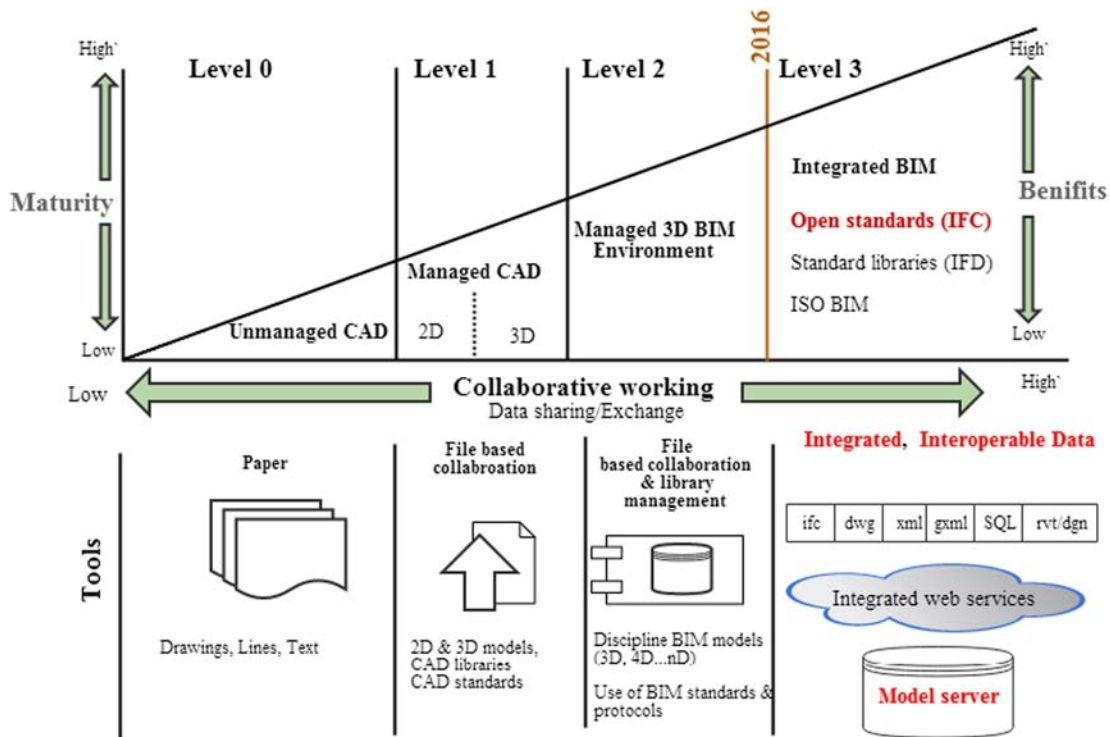 High`
Level 0
Level 1
Level 2
2016
Level 3
High`
Maturity
Benifits
Integrated BIM
Open standards (IFC)
Standard libraries (IFD)
ISO BIM
Managed 3D BIM
Environment
Managed CAD
2D
3D
Unmanaged CAD
Low
Low
Low
Collaborative working
Data sharing/Exchange
High`
Tools
Paper
Drawings, Lines, Text
File based
collabroation
2D & 3D models,
CAD libraries
CAD standards
File
based collaboration
& library
management
Discipline BIM models
(3D, 4D...nD)
Use of BIM standards &
protocols
Integrated, Interoperable Data
ifc dwg xml gxml SQL rvt/dgn
Integrated web services
Model server